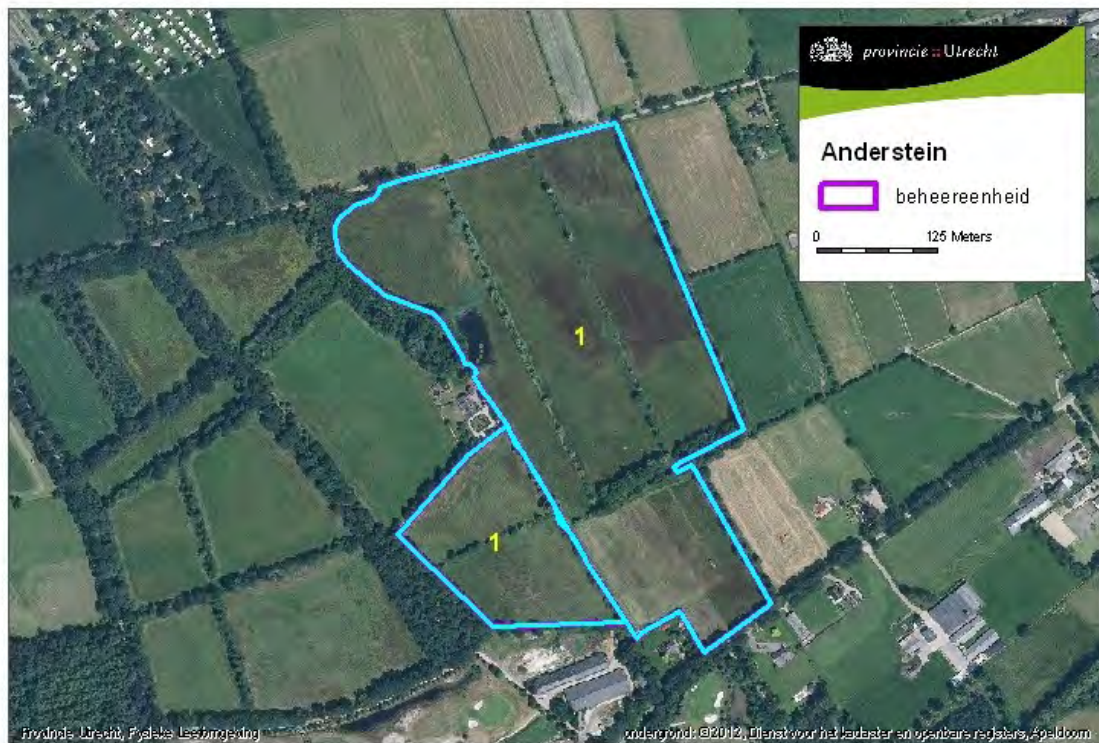 provincie :: Utrecht
Anderstein
beheereenheid
0 125 Meters
1
1
Provincie Utrecht, Fysieke Leefomgeving
ondergrond: ©2012, Dienst voor het kadaster en openbare registers, Apeldoorn